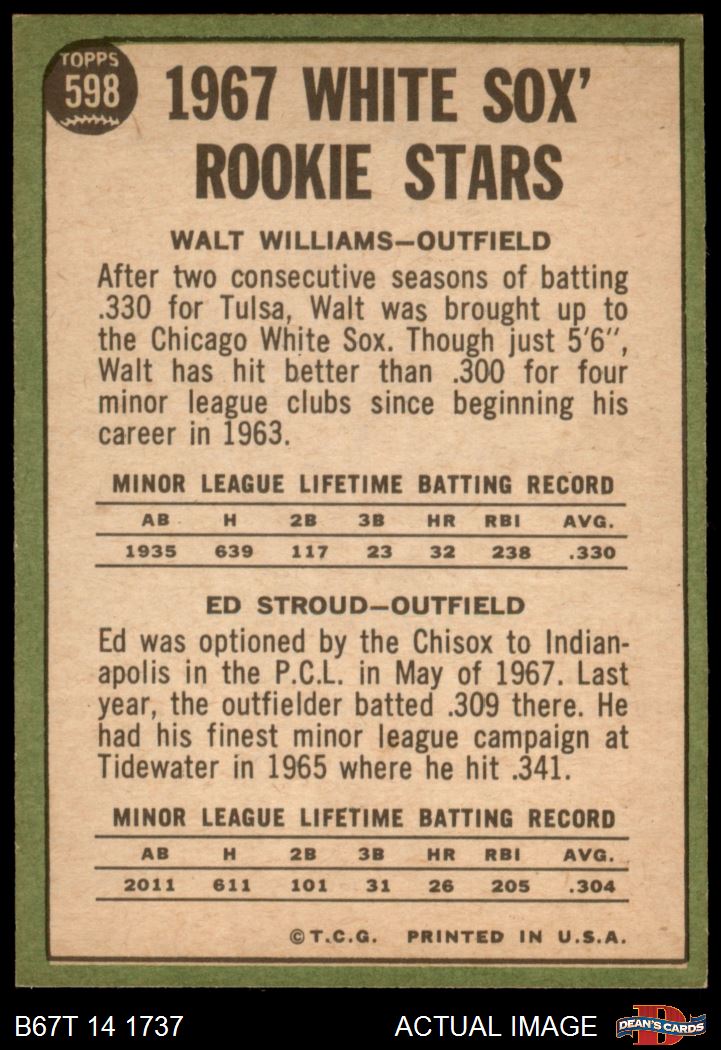 TOPPS
598
1967 WHITE SOX'
ROOKIE STARS
WALT WILLIAMS—OUTFIELD
After two consecutive seasons of batting
.330 for Tulsa, Walt was brought up to
the Chicago White Sox. Though just 5'6",
Walt has hit better than .300 for four
minor league clubs since beginning his
career in 1963.
MINOR LEAGUE LIFETIME BATTING RECORD
AB H 2B 3B HR RBI AVG.
1935 639 117 23 32 238 .330
ED STROUD—OUTFIELD
Ed was optioned by the Chisox to Indian-
apolis in the P.C.L. in May of 1967. Last
year, the outfielder batted .309 there. He
had his finest minor league campaign at
Tidewater in 1965 where he hit .341.
MINOR LEAGUE LIFETIME BATTING RECORD
AB H 2B 3B HR RBI AVG.
2011 611 101 31 26 205 .304
© T.C.G. PRINTED IN U.S.A.
B67T 14 1737 ACTUAL IMAGE
DEAN'S CARDS